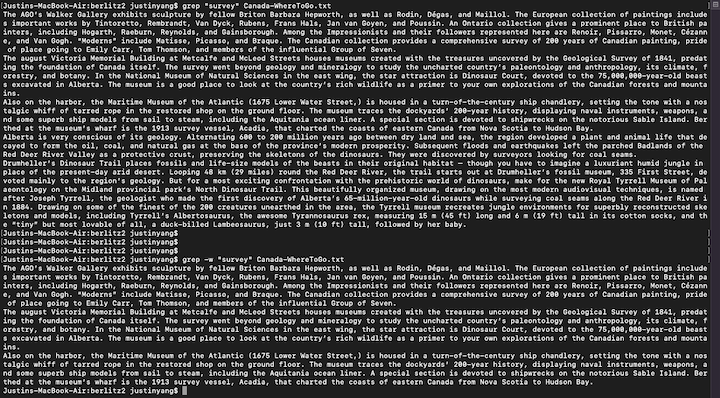 Justins-MacBook-Air:berlitz2 justinyang$ grep "survey" Canada-WhereToGo.txt
The AGO's Walker Gallery exhibits sculpture by fellow Briton Barbara Hepworth, as well as Rodin, Dégas, and Maillol. The European collection of paintings include
s important works by Tintoretto, Rembrandt, Van Dyck, Rubens, Frans Hals, Jan van Goyen, and Poussin. An Ontario collection gives a prominent place to British pa
inters, including Hogarth, Raeburn, Reynolds, and Gainsborough. Among the Impressionists and their followers represented here are Renoir, Pissarro, Monet, Cézann
e, and Van Gogh. "Moderns" include Matisse, Picasso, and Braque. The Canadian collection provides a comprehensive survey of 200 years of Canadian painting, pride
 of place going to Emily Carr, Tom Thomson, and members of the influential Group of Seven.
The august Victoria Memorial Building at Metcalfe and McLeod Streets houses museums created with the treasures uncovered by the Geological Survey of 1841, predat
ing the foundation of Canada itself. The survey went beyond geology and mineralogy to study the uncharted country's paleontology and anthropology, its climate, f
orestry, and botany. In the National Museum of Natural Sciences in the east wing, the star attraction is Dinosaur Court, devoted to the 75,000,000-year-old beast
s excavated in Alberta. The museum is a good place to look at the country's rich wildlife as a primer to your own explorations of the Canadian forests and mounta
ins.
Also on the harbor, the Maritime Museum of the Atlantic (1675 Lower Water Street,) is housed in a turn-of-the-century ship chandlery, setting the tone with a nos
talgic whiff of tarred rope in the restored shop on the ground floor. The museum traces the dockyards' 200-year history, displaying naval instruments, weapons, a
nd some superb ship models from sail to steam, including the Aquitania ocean liner. A special section is devoted to shipwrecks on the notorious Sable Island. Ber
thed at the museum's wharf is the 1913 survey vessel, Acadia, that charted the coasts of eastern Canada from Nova Scotia to Hudson Bay.
Alberta is very conscious of its geology. Alternating 600 to 200 million years ago between dry land and sea, the region developed a plant and animal life that de
cayed to form the oil, coal, and natural gas at the base of the province's modern prosperity. Subsequent floods and earthquakes left the parched Badlands of the
Red Deer River Valley as a protective crust, preserving the skeletons of the dinosaurs. They were discovered by surveyors looking for coal seams.
Drumheller's Dinosaur Trail places fossils and life-size models of the beasts in their original habitat — though you have to imagine a luxuriant humid jungle in
place of the present-day arid desert. Looping 48 km (29 miles) round the Red Deer River, the trail starts out at Drumheller's fossil museum, 335 First Street, de
voted mainly to the region's geology. But for a most exciting confrontation with the prehistoric world of dinosaurs, make for the new Royal Tyrrell Museum of Pal
aeontology on the Midland provincial park's North Dinosaur Trail. This beautifully organized museum, drawing on the most modern audiovisual techniques, is named
after Joseph Tyrrell, the geologist who made the first discovery of Alberta's 65-million-year-old dinosaurs while surveying coal seams along the Red Deer River i
n 1884. Drawing on some of the finest of the 200 creatures unearthed in the area, the Tyrrell museum recreates jungle environments for superbly reconstructed ske
letons and models, including Tyrrell's Albertosaurus, the awesome Tyrannosaurus rex, measuring 15 m (45 ft) long and 6 m (19 ft) tall in its cotton socks, and th
e "tiny" but most lovable of all, a duck-billed Lambeosaurus, just 3 m (10 ft) tall, followed by her baby.
Justins-MacBook-Air:berlitz2 justinyang$
Justins-MacBook-Air:berlitz2 justinyang$
Justins-MacBook-Air:berlitz2 justinyang$
Justins-MacBook-Air:berlitz2 justinyang$ grep -w "survey" Canada-WhereToGo.txt
The AGO's Walker Gallery exhibits sculpture by fellow Briton Barbara Hepworth, as well as Rodin, Dégas, and Maillol. The European collection of paintings include
s important works by Tintoretto, Rembrandt, Van Dyck, Rubens, Frans Hals, Jan van Goyen, and Poussin. An Ontario collection gives a prominent place to British pa
inters, including Hogarth, Raeburn, Reynolds, and Gainsborough. Among the Impressionists and their followers represented here are Renoir, Pissarro, Monet, Cézann
e, and Van Gogh. "Moderns" include Matisse, Picasso, and Braque. The Canadian collection provides a comprehensive survey of 200 years of Canadian painting, pride
 of place going to Emily Carr, Tom Thomson, and members of the influential Group of Seven.
The august Victoria Memorial Building at Metcalfe and McLeod Streets houses museums created with the treasures uncovered by the Geological Survey of 1841, predat
ing the foundation of Canada itself. The survey went beyond geology and mineralogy to study the uncharted country's paleontology and anthropology, its climate, f
orestry, and botany. In the National Museum of Natural Sciences in the east wing, the star attraction is Dinosaur Court, devoted to the 75,000,000-year-old beast
s excavated in Alberta. The museum is a good place to look at the country's rich wildlife as a primer to your own explorations of the Canadian forests and mounta
ins.
Also on the harbor, the Maritime Museum of the Atlantic (1675 Lower Water Street,) is housed in a turn-of-the-century ship chandlery, setting the tone with a nos
talgic whiff of tarred rope in the restored shop on the ground floor. The museum traces the dockyards' 200-year history, displaying naval instruments, weapons, a
nd some superb ship models from sail to steam, including the Aquitania ocean liner. A special section is devoted to shipwrecks on the notorious Sable Island. Ber
thed at the museum's wharf is the 1913 survey vessel, Acadia, that charted the coasts of eastern Canada from Nova Scotia to Hudson Bay.
Justins-MacBook-Air:berlitz2 justinyang$